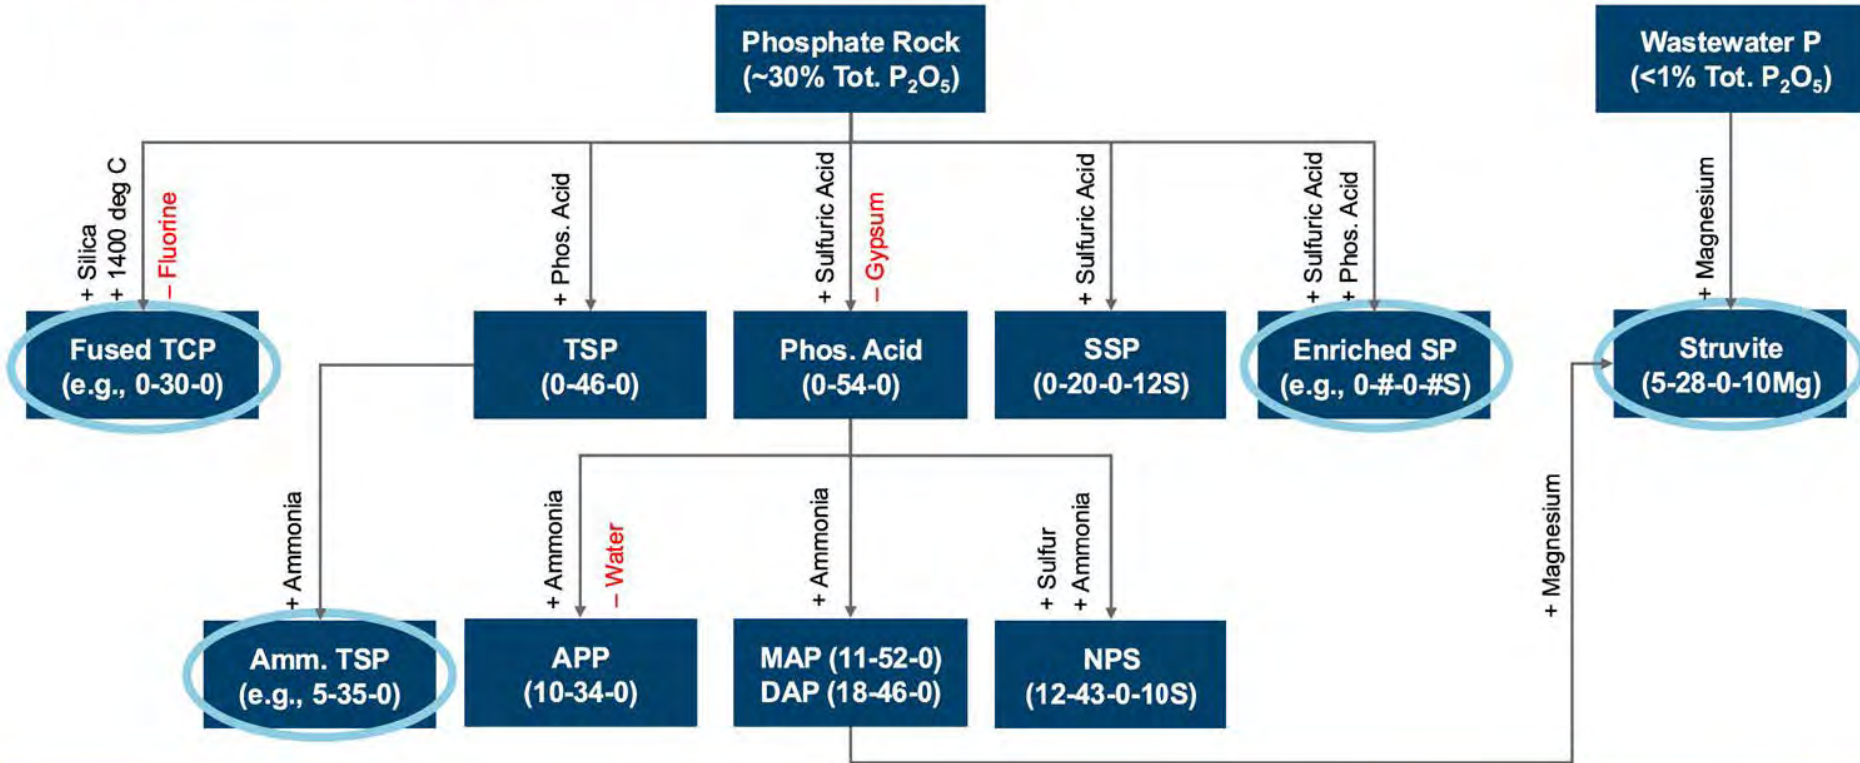 Phosphate Rock
(~30% Tot. P₂O₅)
Wastewater P
(<1% Tot. P₂O₅)
+ Silica
+ 1400 deg C
– Fluorine
+ Phos. Acid
+ Sulfuric Acid
– Gypsum
+ Sulfuric Acid
+ Sulfuric Acid
+ Phos. Acid
+ Magnesium
Fused TCP
(e.g., 0-30-0)
TSP
(0-46-0)
Phos. Acid
(0-54-0)
SSP
(0-20-0-12S)
Enriched SP
(e.g., 0-#-0-#S)
Struvite
(5-28-0-10Mg)
+ Ammonia
+ Ammonia
– Water
+ Ammonia
+ Sulfur
+ Ammonia
+ Magnesium
Amm. TSP
(e.g., 5-35-0)
APP
(10-34-0)
MAP (11-52-0)
DAP (18-46-0)
NPS
(12-43-0-10S)